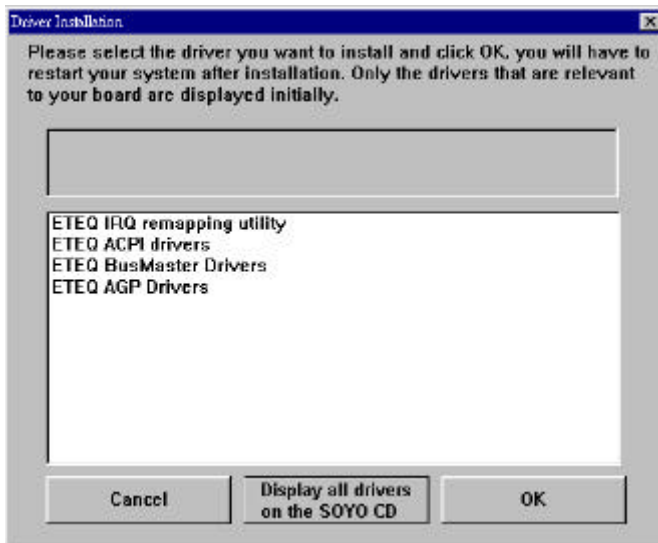 Driver Installation
Please select the driver you want to install and click OK, you will have to
restart your system after installation. Only the drivers that are relevant
to your board are displayed initially.
ETEQ IRQ remapping utility
ETEQ ACPI drivers
ETEQ BusMaster Drivers
ETEQ AGP Drivers
Cancel
Display all drivers
on the SOYO CD
OK